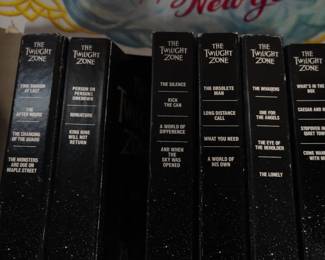 New Yo
THE
TWILIGHT
ZONE
TIME ENOUGH
AT LAST
THE
AFTER HOURS
THE CHANGING
OF THE GUARD
THE MONSTERS
ARE DUE ON
MAPLE STREET
THE
TWILIGHT
ZONE
PERSON OR
PERSONS
UNKNOWN
MINIATURE
KING NINE
WILL NOT
RETURN
THE
TWILIGHT
ZONE
THE SILENCE
KICK
THE CAN
A WORLD OF
DIFFERENCE
AND WHEN
THE
SKY WAS
OPENED
THE
TWILIGHT
ZONE
THE OBSOLETE
MAN
LONG DISTANCE
CALL
WHAT YOU NEED
A WORLD OF
HIS OWN
THE
TWILIGHT
ZONE
THE INVADERS
ONE FOR
THE ANGELS
THE EYE OF
THE BEHOLDER
THE LONELY
THE
TWILIGHT
ZONE
WHAT'S IN THE
BOX
CAESAR AND
STOPOVER IN
QUIET TOWN
COME WAND
WITH ME